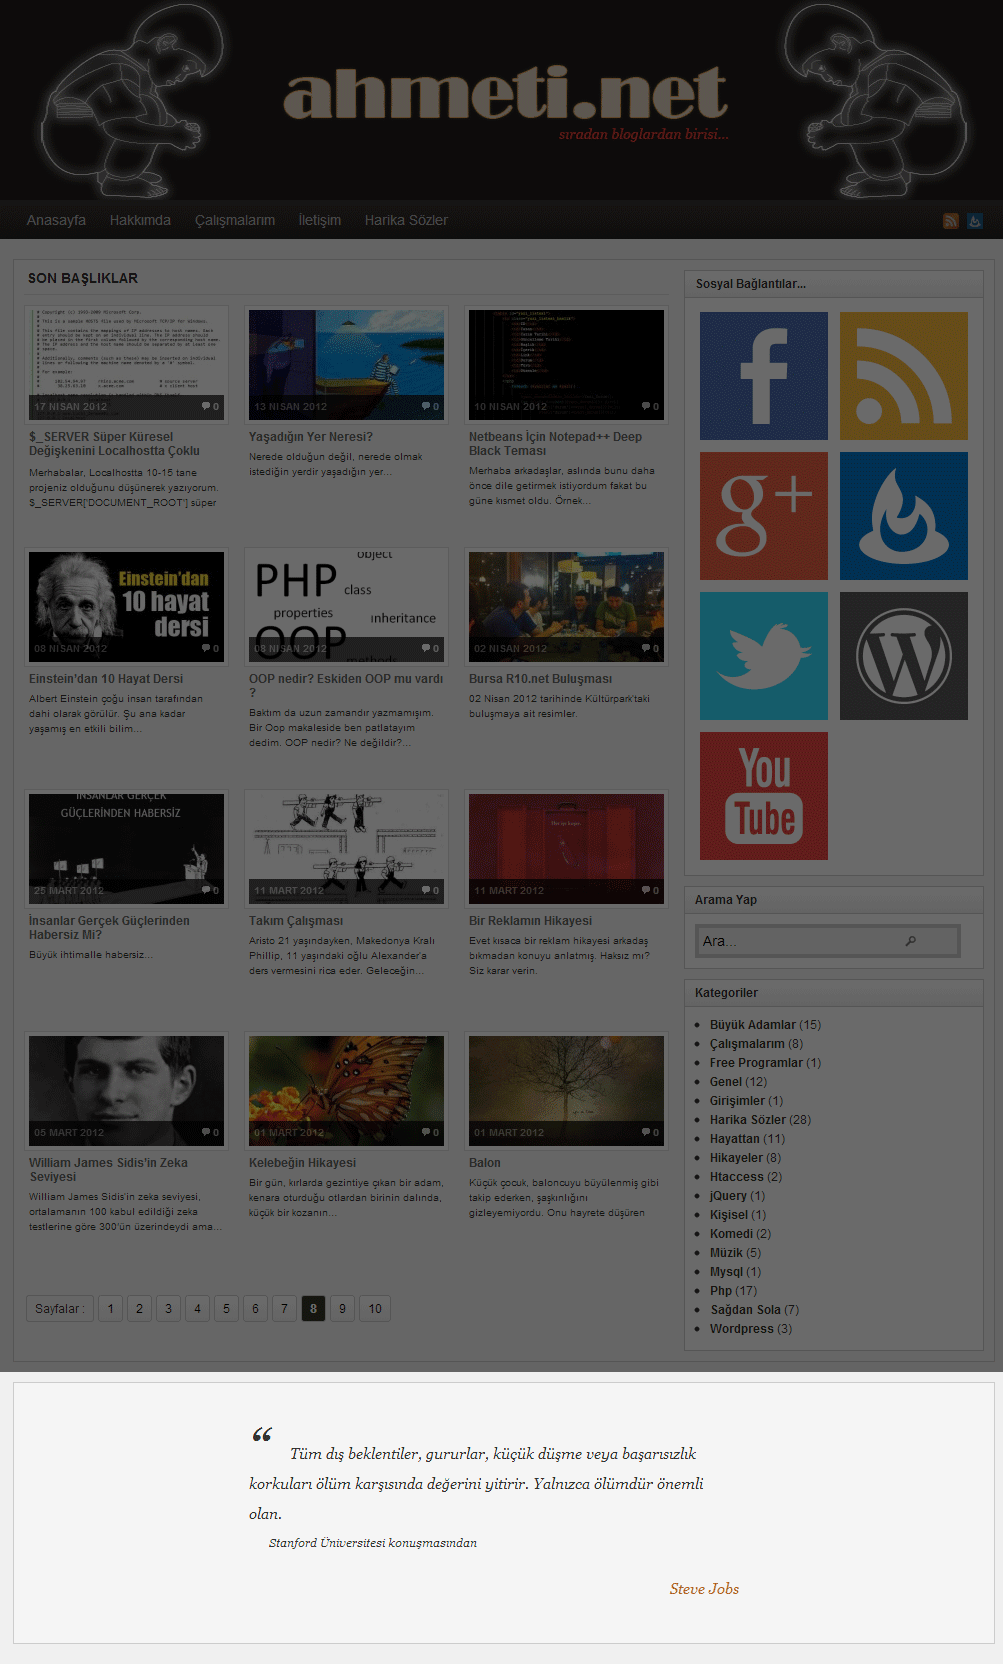 ahmeti.net
sıradan bloglardan birisi...
Anasayfa Hakkımda Çalışmalarım İletişim Harika Sözler
SON BAŞLIKLAR
17 NISAN 2012 0
$_SERVER Süper Küresel
Değişkenini Localhostta Çoklu
Merhabalar, Localhostta 10-15 tane
projeniz olduğunu düşünerek yazıyorum.
$_SERVER['DOCUMENT_ROOT'] süper
13 NISAN 2012 0
Yaşadığın Yer Neresi?
Nerede olduğun değil, nerede olmak
istediğin yerdir yaşadığın yer...
10 NISAN 2012 0
Netbeans İçin Notepad++ Deep
Black Teması
Merhaba arkadaşlar, aslında bunu daha
önce dile getirmek istiyordum fakat bu
güne kısmet oldu. Örnek...
Einstein'dan
10 hayat
dersi
08 NISAN 2012 0
Einstein'dan 10 Hayat Dersi
Albert Einstein çoğu insan tarafından
dahi olarak görülür. Şu ana kadar
yaşamış en etkili bilim...
object
PHP
class
properties
inheritance
OOP
methods
08 NISAN 2012 0
OOP nedir? Eskiden OOP mu vardı
?
Baktım da uzun zamandır yazmamışım.
Bir Oop makaleside ben patlatayım
dedim. OOP nedir? Ne değildir?...
02 NISAN 2012 0
Bursa R10.net Buluşması
02 Nisan 2012 tarihinde Kültürpark'taki
buluşmaya ait resimler.
INSANLAR GERÇEK
GÜÇLERİNDEN HABERSİZ
25 MART 2012 0
İnsanlar Gerçek Güçlerinden
Habersiz Mi?
Büyük ihtimalle habersiz...
11 MART 2012 0
Takım Çalışması
Aristo 21 yaşındayken, Makedonya Kralı
Phillip, 11 yaşındaki oğlu Alexander'a
ders vermesini rica eder. Geleceğin...
11 MART 2012 0
Bir Reklamın Hikayesi
Evet kısaca bir reklam hikayesi arkadaş
bıkmadan konuyu anlatmış. Haksız mı?
Siz karar verin.
05 MART 2012 0
William James Sidis'in Zeka
Seviyesi
William James Sidis'in zeka seviyesi,
ortalamanın 100 kabul edildiği zeka
testlerine göre 300'ün üzerindeydi ama...
01 MART 2012 0
Kelebeğin Hikayesi
Bir gün, kırlarda gezintiye çıkan bir adam,
kenara oturduğu otlardan birinin dalında,
küçük bir kozanın...
01 MART 2012 0
Balon
Küçük çocuk, baloncuyu büyülenmiş gibi
takip ederken, şaşkınlığını
gizleyemiyordu. Onu hayrete düşüren
Sayfalar : 1 2 3 4 5 6 7 8 9 10
Sosyal Bağlantılar...
f
g+
W
You
Tube
Arama Yap
Ara...
Kategoriler
Büyük Adamlar (15)
Çalışmalarım (8)
Free Programlar (1)
Genel (12)
Girişimler (1)
Harika Sözler (28)
Hayattan (11)
Hikayeler (8)
Htaccess (2)
jQuery (1)
Kişisel (1)
Komedi (2)
Müzik (5)
Mysql (1)
Php (17)
Sağdan Sola (7)
Wordpress (3)
“ Tüm dış beklentiler, gururlar, küçük düşme veya başarısızlık
korkuları ölüm karşısında değerini yitirir. Yalnızca ölümdür önemli
olan.
Stanford Üniversitesi konuşmasından
Steve Jobs